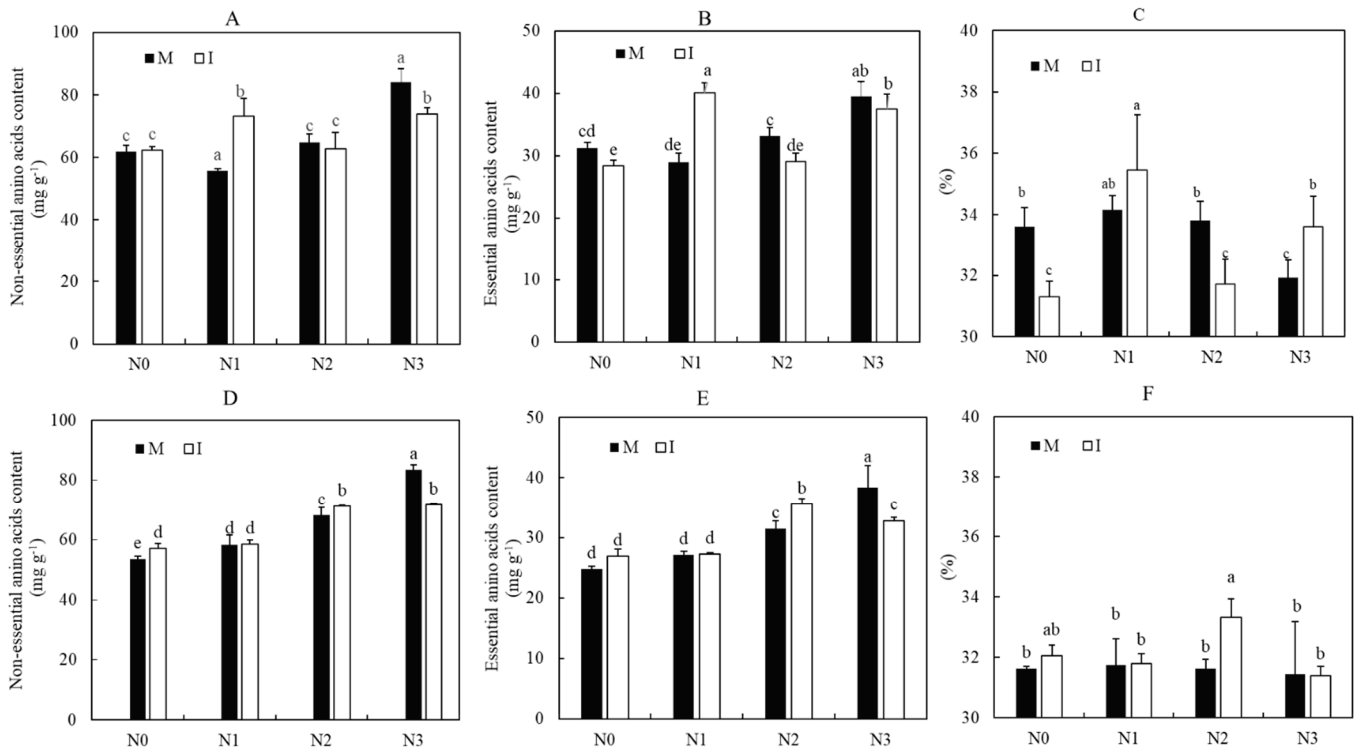 A
Non-essential amino acids content
(mg g⁻¹)
100
80
60
40
20
0
M I
c c a b c c a b
N0 N1 N2 N3
B
Essential amino acids content
(mg g⁻¹)
50
40
30
20
10
0
M I
cd e de a c de ab b
N0 N1 N2 N3
C
(%)
40
38
36
34
32
30
M I
b c ab a b c c b
N0 N1 N2 N3
D
Non-essential amino acids content
(mg g⁻¹)
100
80
60
40
20
0
M I
e d d d c b a b
N0 N1 N2 N3
E
Essential amino acids content
(mg g⁻¹)
50
40
30
20
10
0
M I
d d d d c b a c
N0 N1 N2 N3
F
(%)
40
38
36
34
32
30
M I
b ab b b b a b b
N0 N1 N2 N3